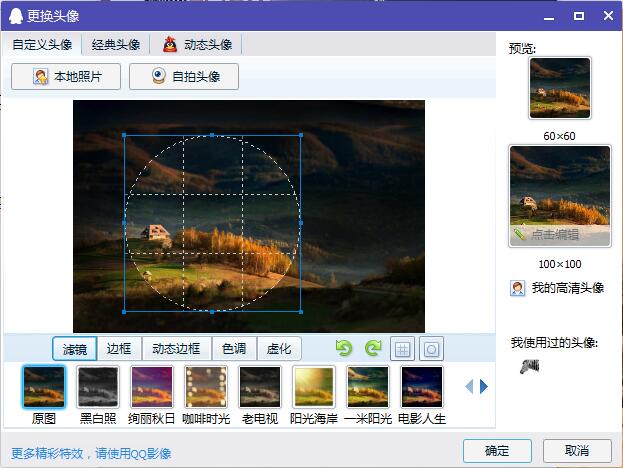 更换头像
自定义头像 经典头像 动态头像
本地照片 自拍头像
预览:
60×60
点击编辑
100×100
我的高清头像
我使用过的头像:
滤镜 边框 动态边框 色调 虚化
原图 黑白照 绚丽秋日 咖啡时光 老电视 阳光海岸 一米阳光 电影人生
更多精彩特效，请使用QQ影像
确定 取消